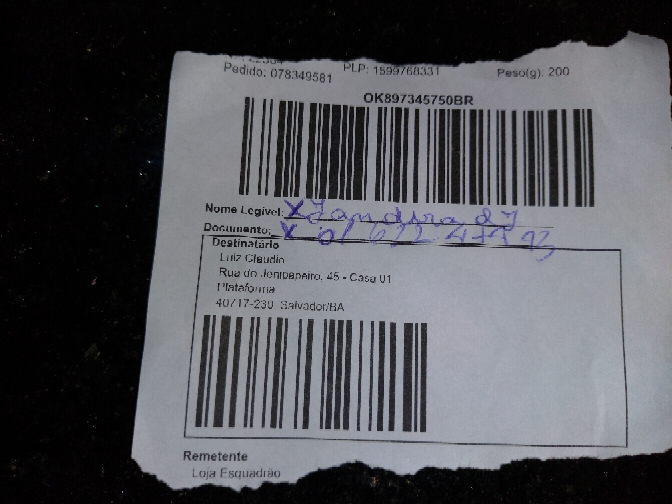 Pedido: 078349581 PLP: 1599768331 Peso(g): 200
OK897345750BR
Nome Legível: X Jandira
Documento: X
Destinatário
Luiz Claudio
Rua do Jenipapeiro, 45 - Casa 01
Plataforma
40717-230 Salvador/BA
Remetente
Loja Esquadrão